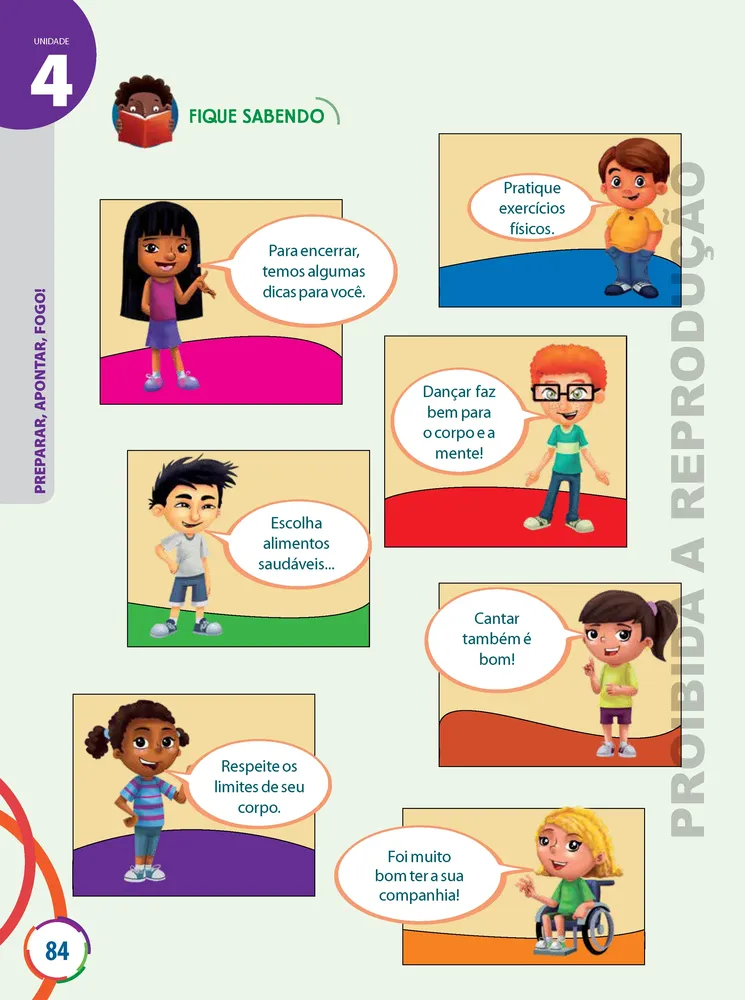 UNIDADE
4
FIQUE SABENDO
PREPARAR, APONTAR, FOGO!
Para encerrar,
temos algumas
dicas para você.
Pratique
exercícios
físicos.
Dançar faz
bem para
o corpo e a
mente!
Escolha
alimentos
saudáveis...
Cantar
também é
bom!
Respeite os
limites de seu
corpo.
Foi muito
bom ter a sua
companhia!
84
PROIBIDA A REPRODUÇÃO